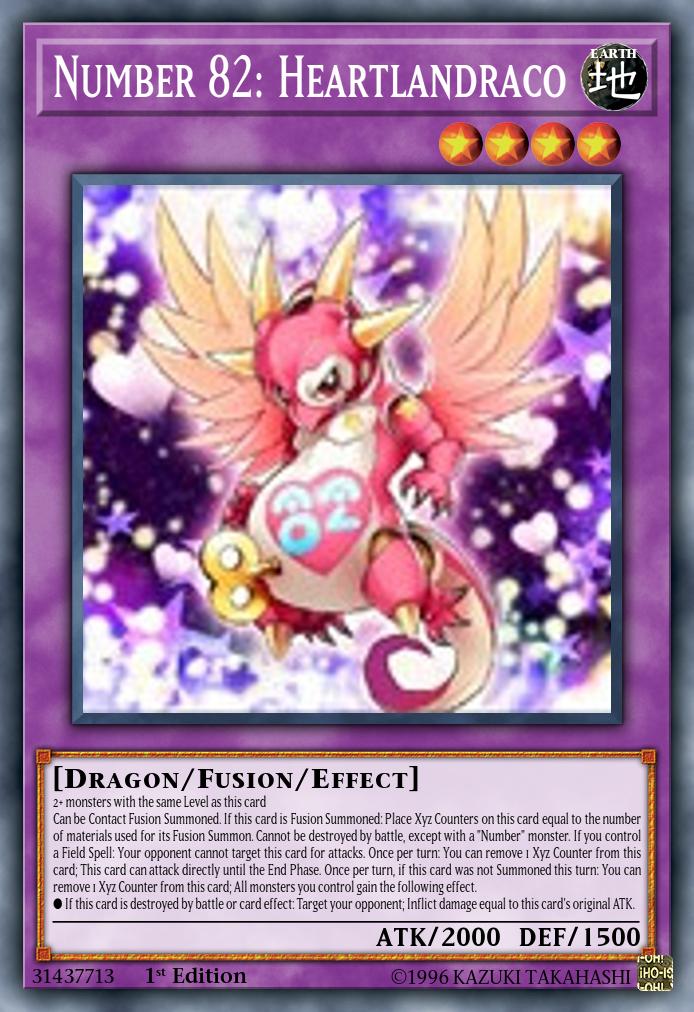 NUMBER 82: HEARTLANDRACO
EARTH
地
82
[DRAGON/FUSION/EFFECT]
2+ monsters with the same Level as this card
Can be Contact Fusion Summoned. If this card is Fusion Summoned: Place Xyz Counters on this card equal to the number
of materials used for its Fusion Summon. Cannot be destroyed by battle, except with a "Number" monster. If you control
a Field Spell: Your opponent cannot target this card for attacks. Once per turn: You can remove 1 Xyz Counter from this
card; This card can attack directly until the End Phase. Once per turn, if this card was not Summoned this turn: You can
remove 1 Xyz Counter from this card; All monsters you control gain the following effect.
● If this card is destroyed by battle or card effect: Target your opponent; Inflict damage equal to this card's original ATK.
ATK/2000 DEF/1500
31437713 1st Edition ©1996 KAZUKI TAKAHASHI